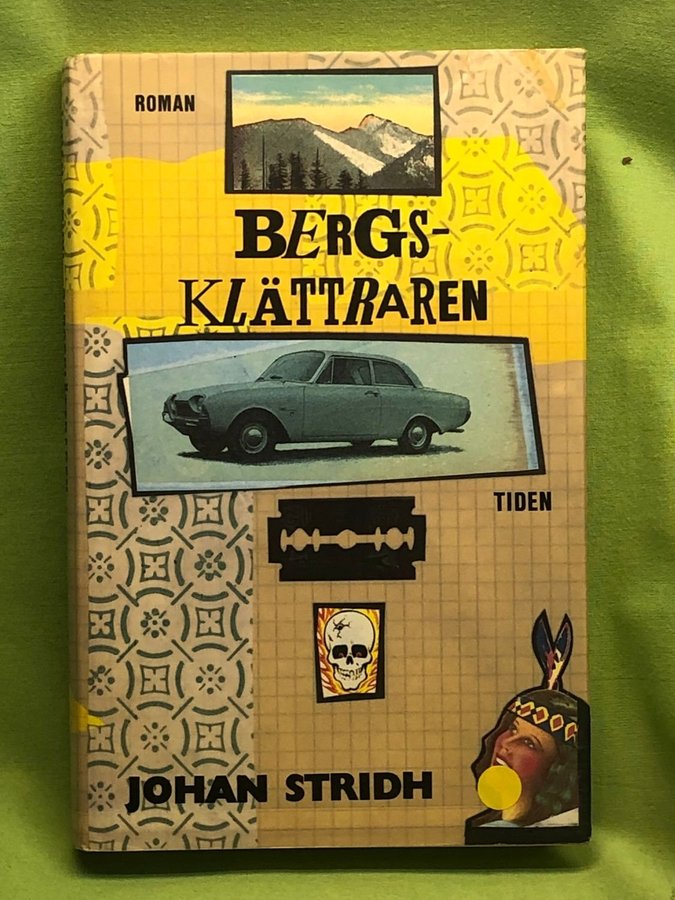 ROMAN
BERGS-
KLÄTTRAREN
TIDEN
JOHAN STRIDH